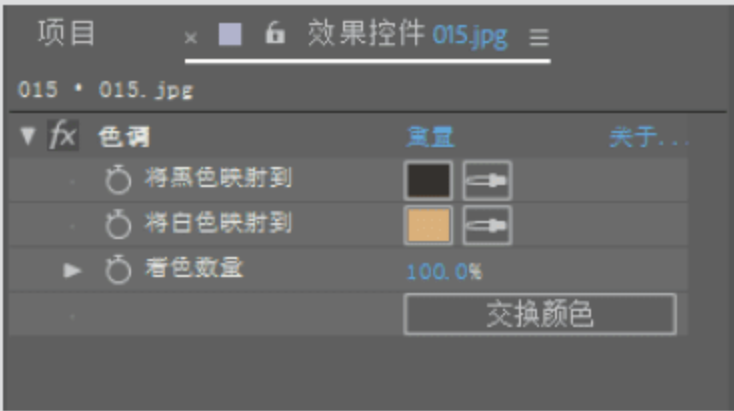 项目 × 效果控件 015.jpg ≡
015 • 015.jpg
fx 色调 重置 关于...
将黑色映射到
将白色映射到
着色数量 100.0%
交换颜色